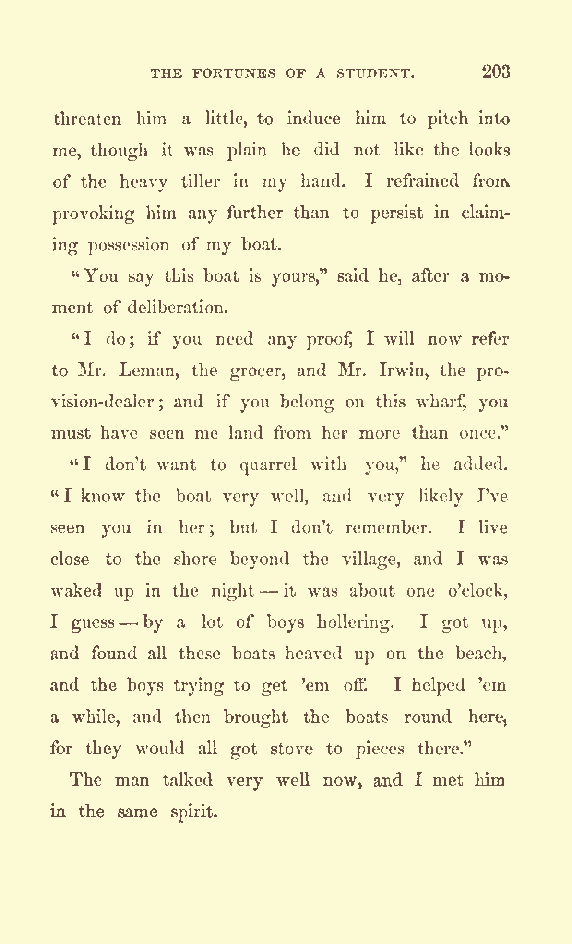 THE FORTUNES OF A STUDENT. 203
threaten him a little, to induce him to pitch into
me, though it was plain he did not like the looks
of the heavy tiller in my hand. I refrained from
provoking him any further than to persist in claim-
ing possession of my boat.
"You say this boat is yours," said he, after a mo-
ment of deliberation.
"I do; if you need any proof, I will now refer
to Mr. Leman, the grocer, and Mr. Irwin, the pro-
vision-dealer; and if you belong on this wharf, you
must have seen me land from her more than once."
"I don't want to quarrel with you," he added.
"I know the boat very well, and very likely I've
seen you in her; but I don't remember. I live
close to the shore beyond the village, and I was
waked up in the night — it was about one o'clock,
I guess — by a lot of boys hollering. I got up,
and found all these boats heaved up on the beach,
and the boys trying to get 'em off. I helped 'em
a while, and then brought the boats round here,
for they would all got stove to pieces there."
The man talked very well now, and I met him
in the same spirit.